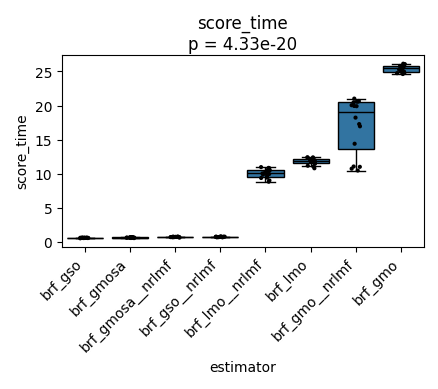 score_time
p = 4.33e-20
score_time
25
20
15
10
5
0
brf_gso
brf_gmosa
brf_gmosa__nrlmf
brf_gso__nrlmf
brf_lmo__nrlmf
brf_lmo
brf_gmo__nrlmf
brf_gmo
estimator